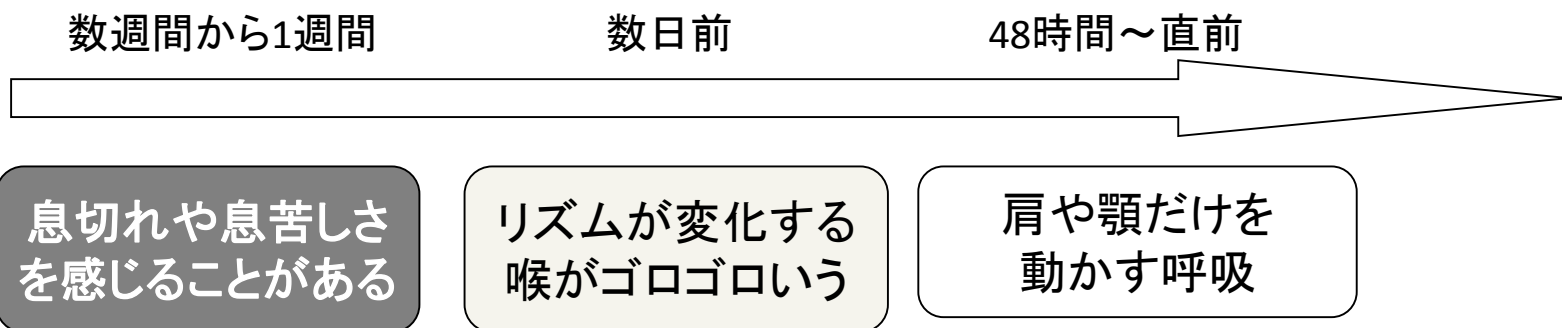 数週間から1週間
数日前
48時間～直前
息切れや息苦しさ
を感じることがある
リズムが変化する
喉がゴロゴロいう
肩や顎だけを
動かす呼吸